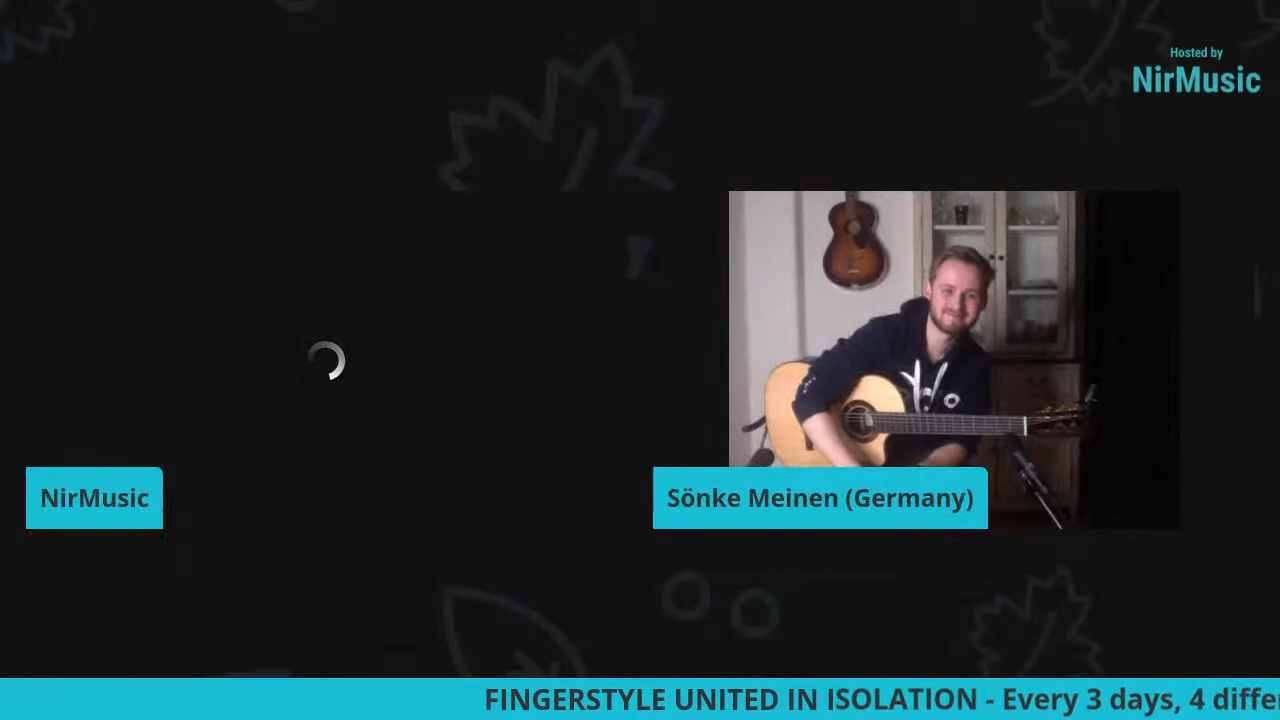 Hosted by
NirMusic
NirMusic
Sönke Meinen (Germany)
FINGERSTYLE UNITED IN ISOLATION - Every 3 days, 4